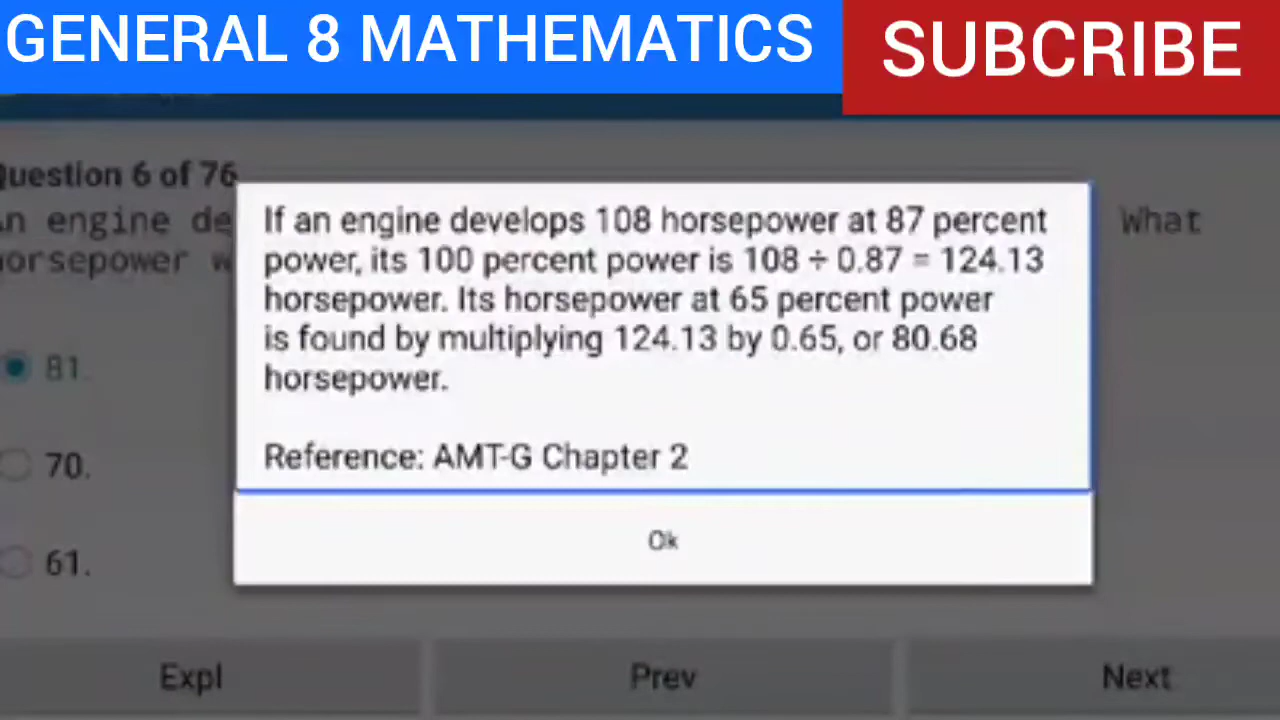 GENERAL 8 MATHEMATICS
SUBCRIBE
Question 6 of 76
An engine de
What
horsepower w
If an engine develops 108 horsepower at 87 percent
power, its 100 percent power is 108 ÷ 0.87 = 124.13
horsepower. Its horsepower at 65 percent power
is found by multiplying 124.13 by 0.65, or 80.68
horsepower.
Reference: AMT-G Chapter 2
Ok
81.
70.
61.
Expl
Prev
Next